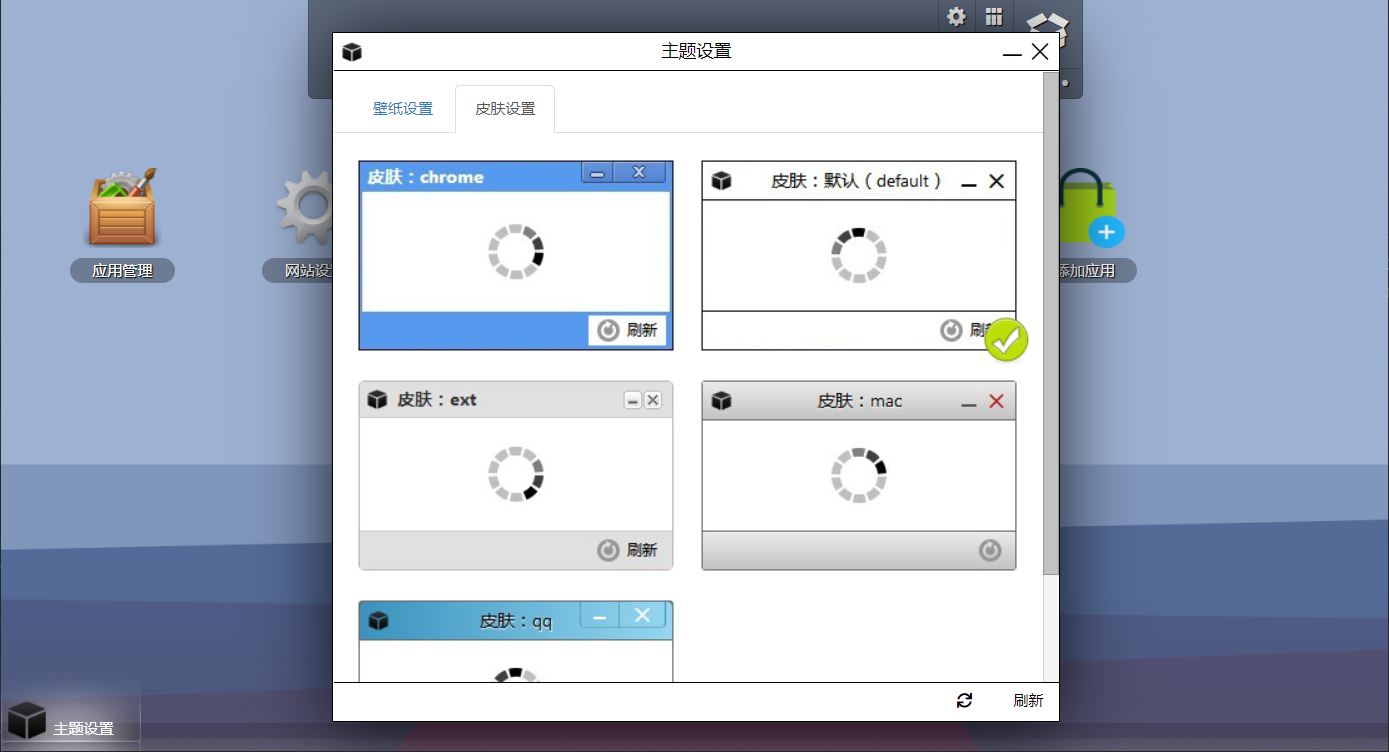 主题设置
壁纸设置
皮肤设置
皮肤：chrome
刷新
皮肤：默认（default）
刷
皮肤：ext
刷新
皮肤：mac
皮肤：qq
应用管理
网站设
添加应用
刷新
主题设置